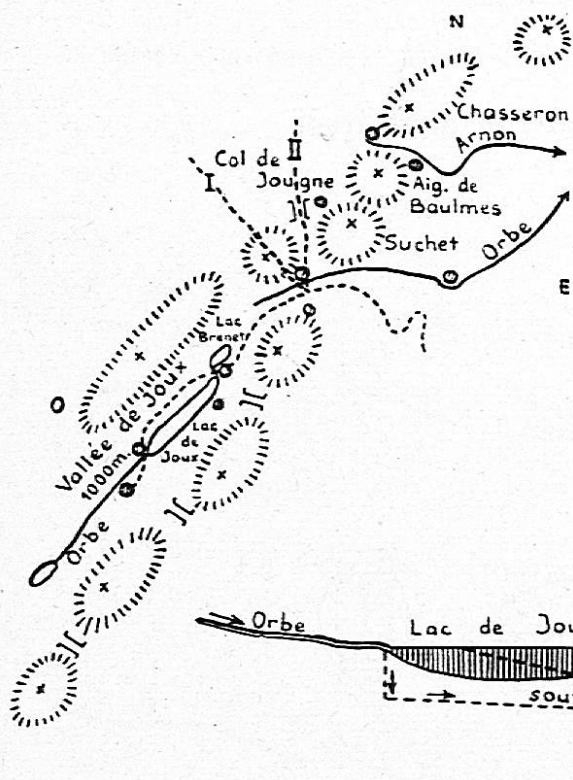 N
Chasseron
Arnon
Col de
Jougne
I
II
Aig. de
Baulmes
Suchet
Orbe
E
Lac
Brenet
O
Vallée de Joux
1000m.
Lac
de
Joux
Orbe
Orbe
Lac de Jou
sou